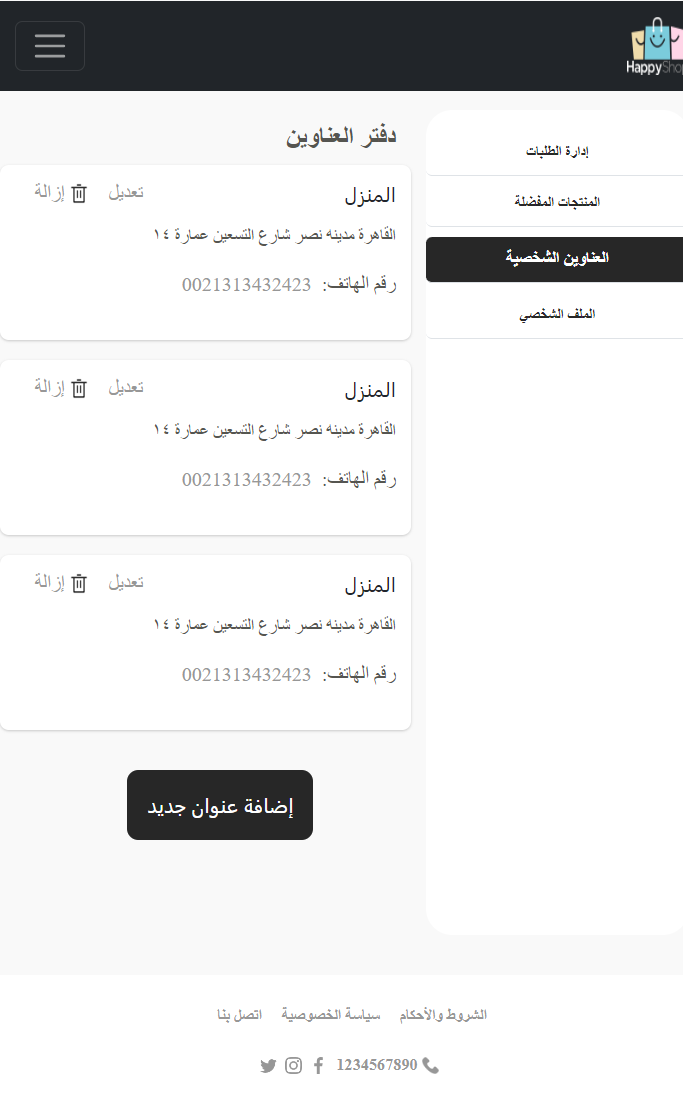 HappyShop
إدارة الطلبات
المنتجات المفضلة
العناوين الشخصية
الملف الشخصي
دفتر العناوين
المنزل تعديل إزالة
القاهرة مدينه نصر شارع التسعين عمارة ١٤
رقم الهاتف: 0021313432423
المنزل تعديل إزالة
القاهرة مدينه نصر شارع التسعين عمارة ١٤
رقم الهاتف: 0021313432423
المنزل تعديل إزالة
القاهرة مدينه نصر شارع التسعين عمارة ١٤
رقم الهاتف: 0021313432423
إضافة عنوان جديد
الشروط والأحكام سياسة الخصوصية اتصل بنا
1234567890